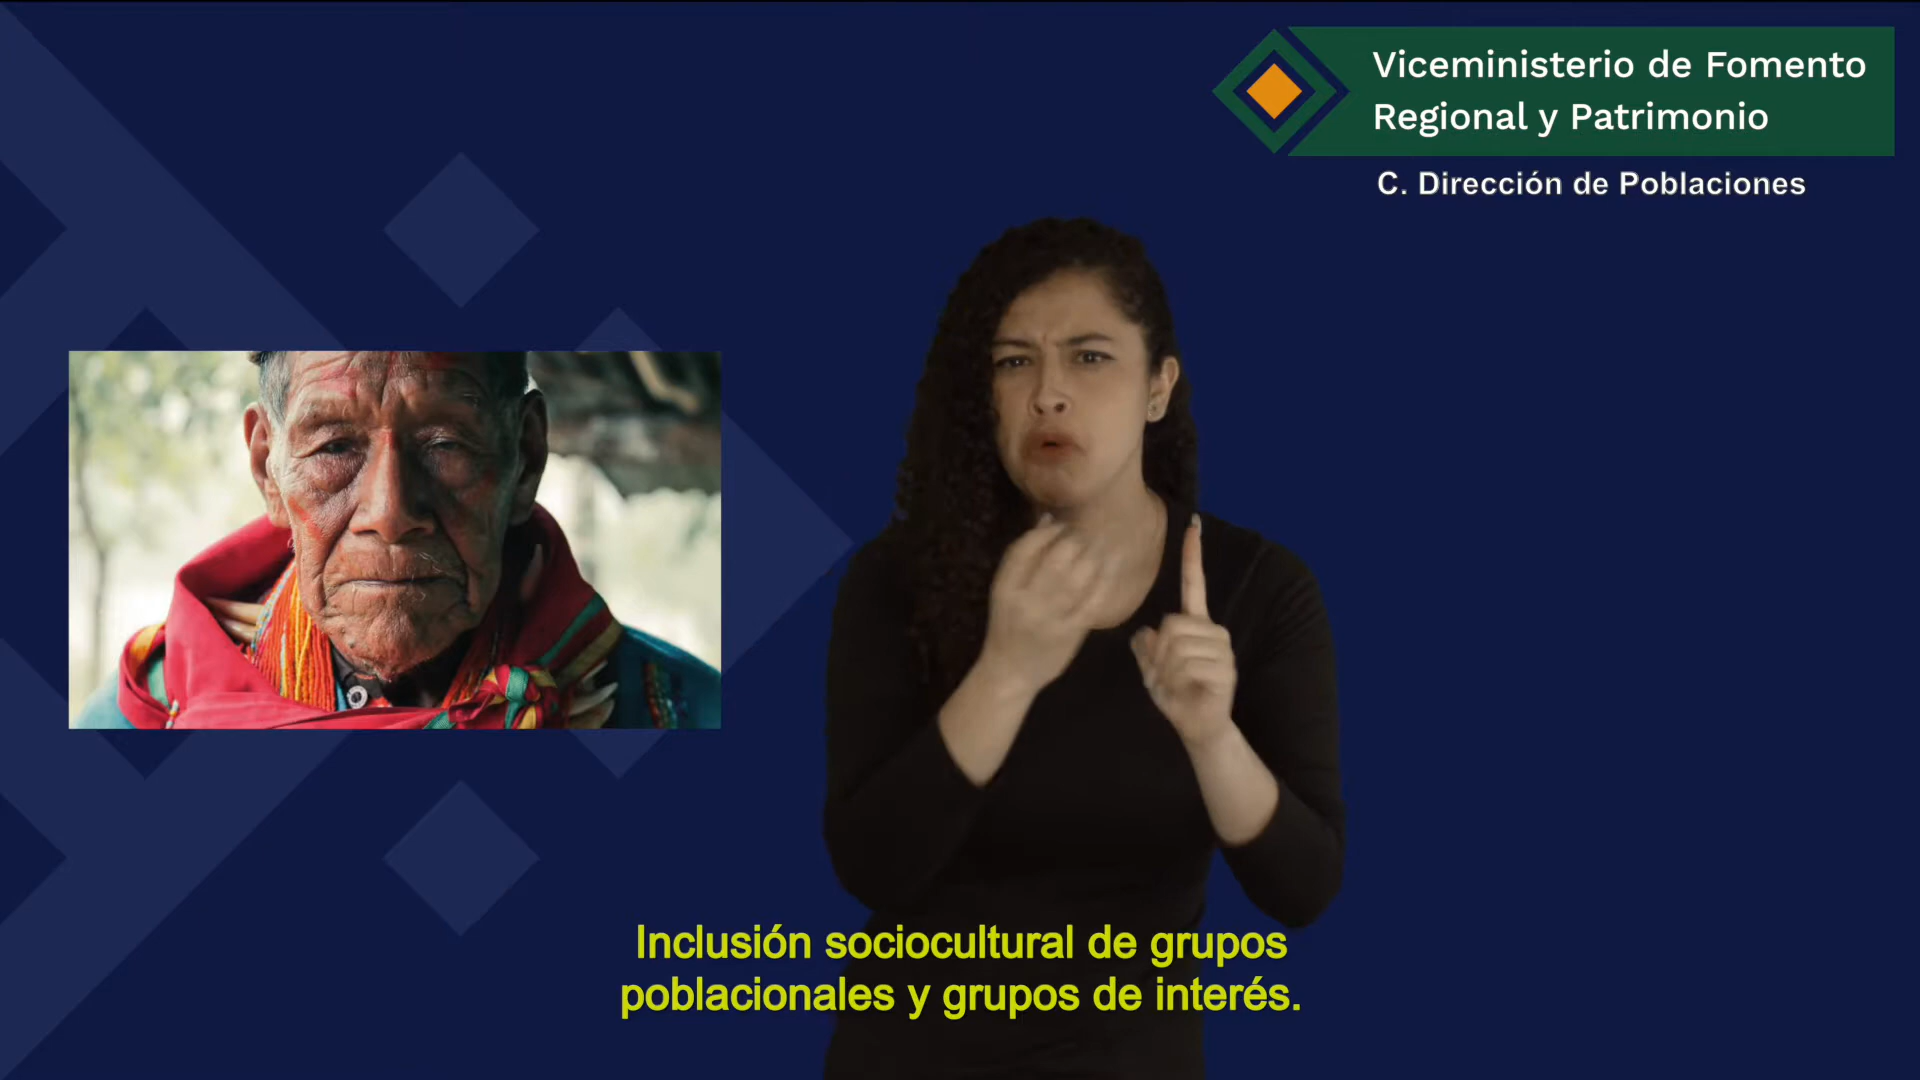 Viceministerio de Fomento
Regional y Patrimonio
C. Dirección de Poblaciones
Inclusión sociocultural de grupos
poblacionales y grupos de interés.